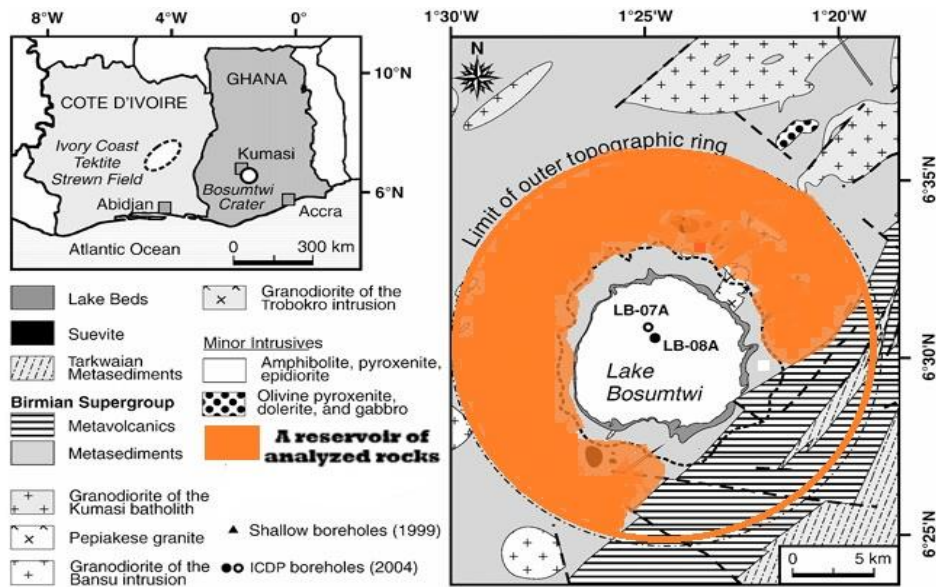 8°W
4°W
0°
10°N
6°N
GHANA
COTE D'IVOIRE
Ivory Coast
Tektite
Strewn Field
Kumasi
Bosumtwi
Crater
Abidjan
Accra
Atlantic Ocean
0
300 km
Lake Beds
Suevite
Tarkwaian
Metasediments
Birmian Supergroup
Metavolcanics
Metasediments
Granodiorite of the
Kumasi batholith
Pepiakese granite
Granodiorite of the
Bansu intrusion
Granodiorite of the
Trobokro intrusion
Minor Intrusives
Amphibolite, pyroxenite,
epidiorite
Olivine pyroxenite,
dolerite, and gabbro
A reservoir of
analyzed rocks
Shallow boreholes (1999)
ICDP boreholes (2004)
1°30'W
1°25'W
1°20'W
N
Limit of outer topographic ring
6°35'N
6°30'N
6°25'N
LB-07A
LB-08A
Lake
Bosumtwi
0
5 km